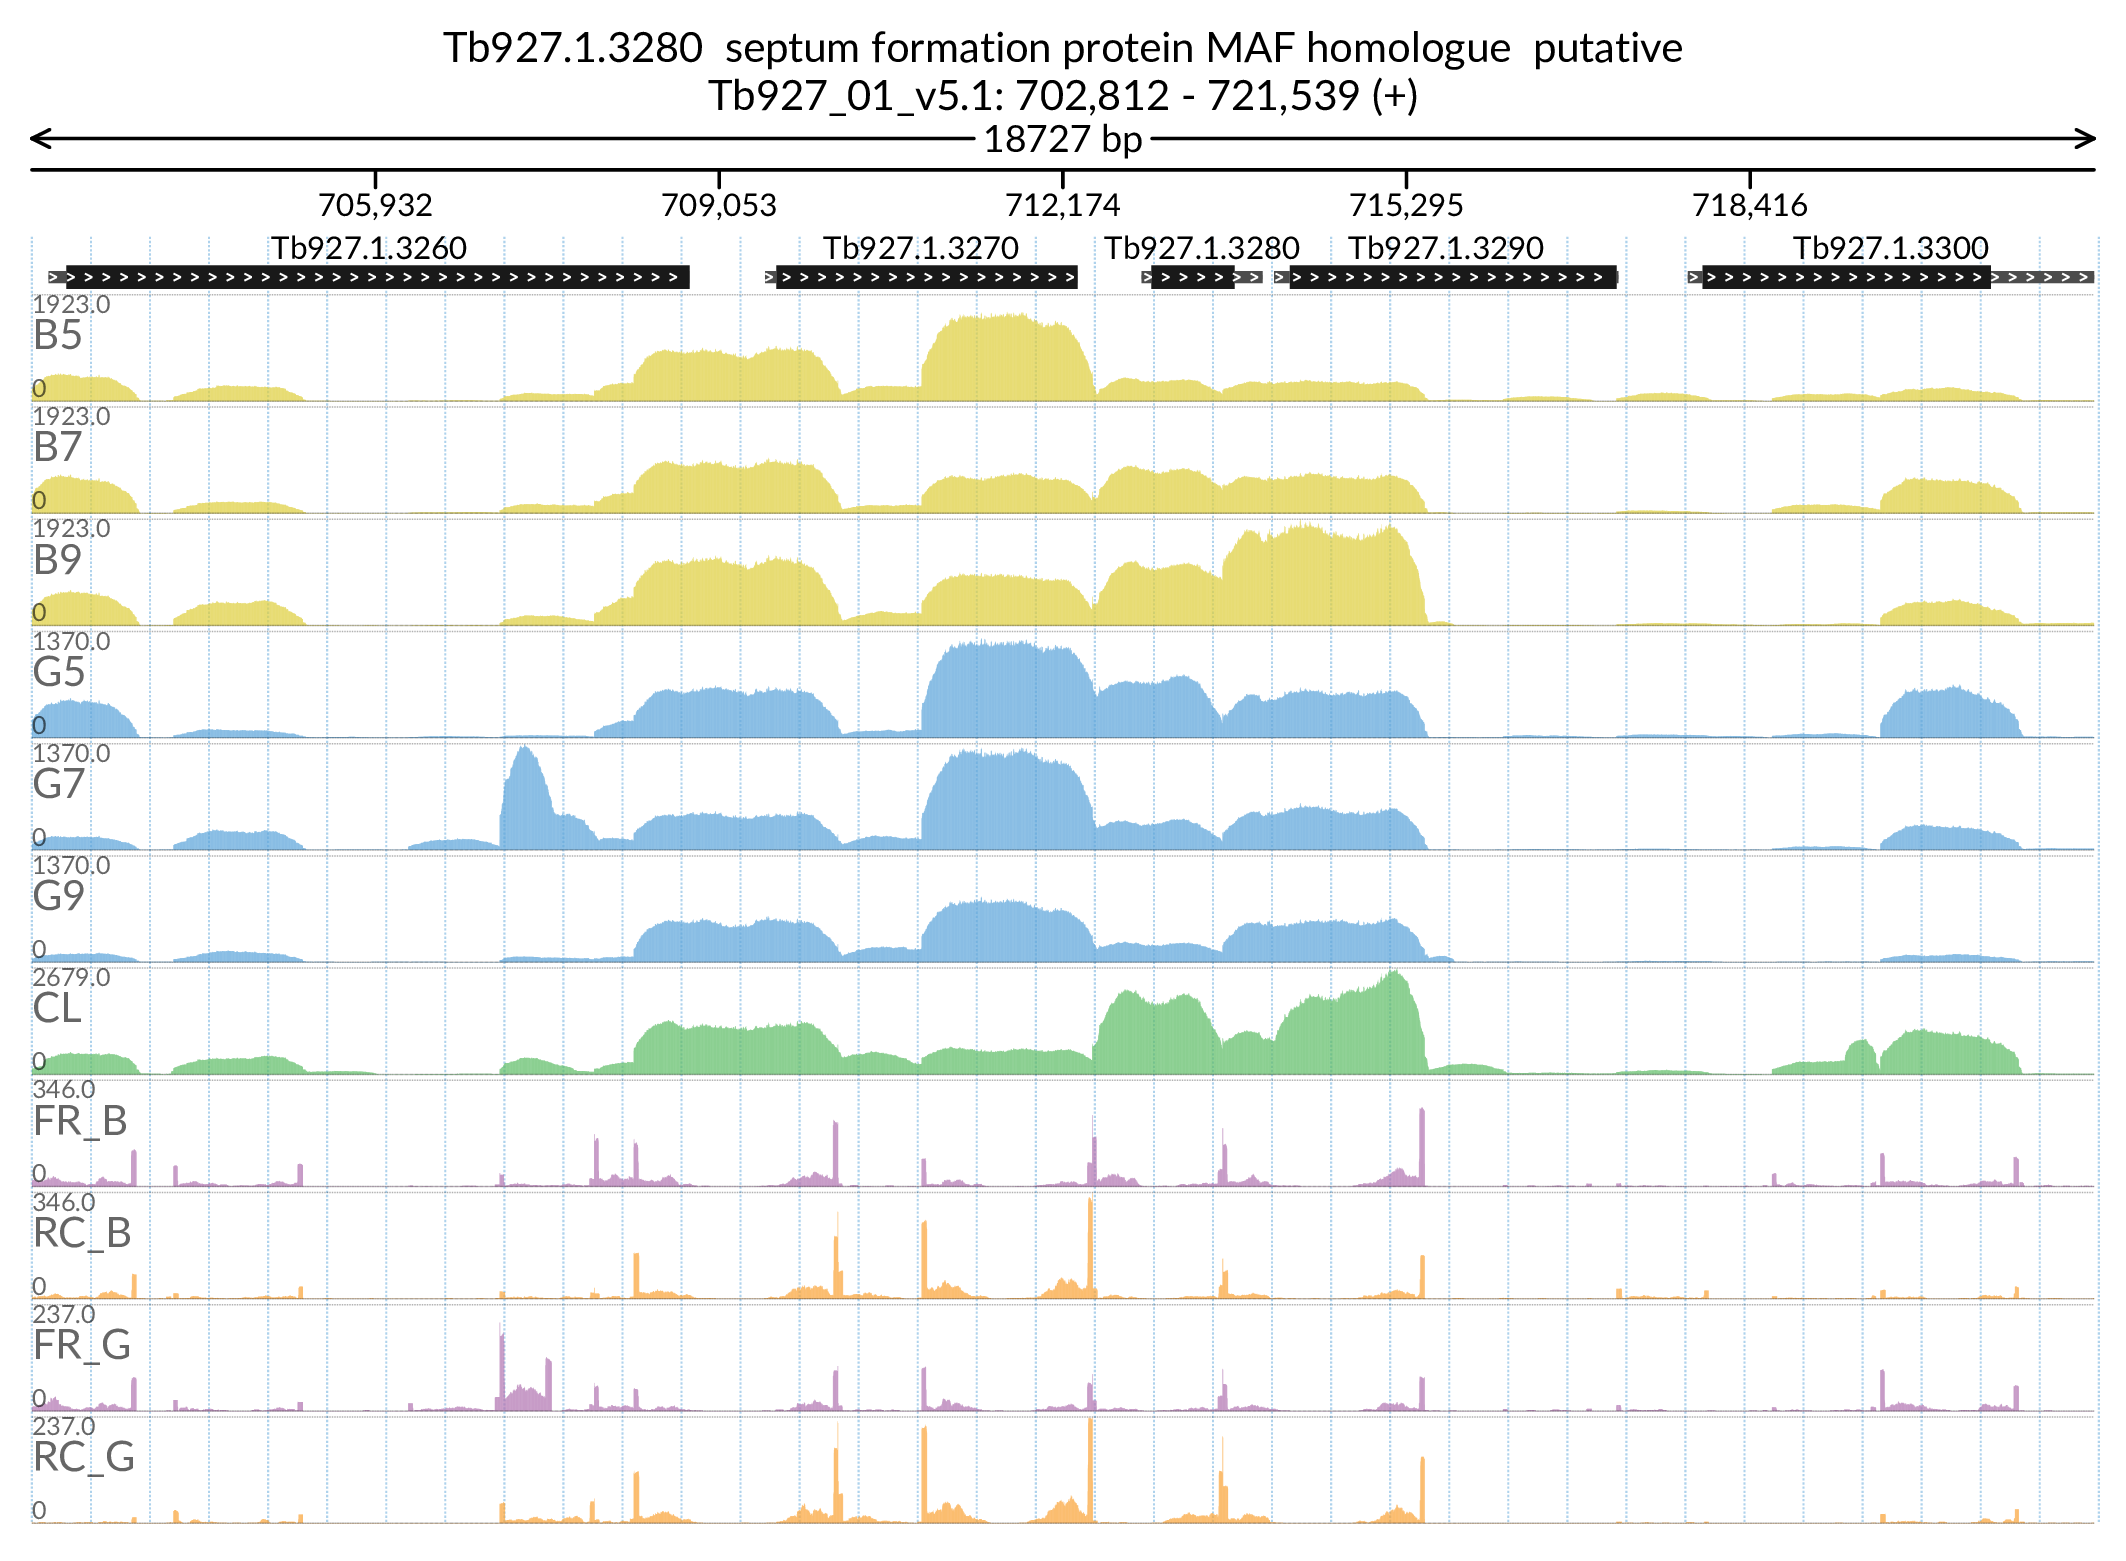 Tb927.1.3280 septum formation protein MAF homologue putative
Tb927_01_v5.1: 702,812 - 721,539 (+)
18727 bp
705,932 709,053 712,174 715,295 718,416
Tb927.1.3260 Tb927.1.3270 Tb927.1.3280 Tb927.1.3290 Tb927.1.3300
1923.0
B5
0
1923.0
B7
0
1923.0
B9
0
1370.0
G5
0
1370.0
G7
0
1370.0
G9
0
2679.0
CL
0
346.0
FR_B
0
346.0
RC_B
0
237.0
FR_G
0
237.0
RC_G
0